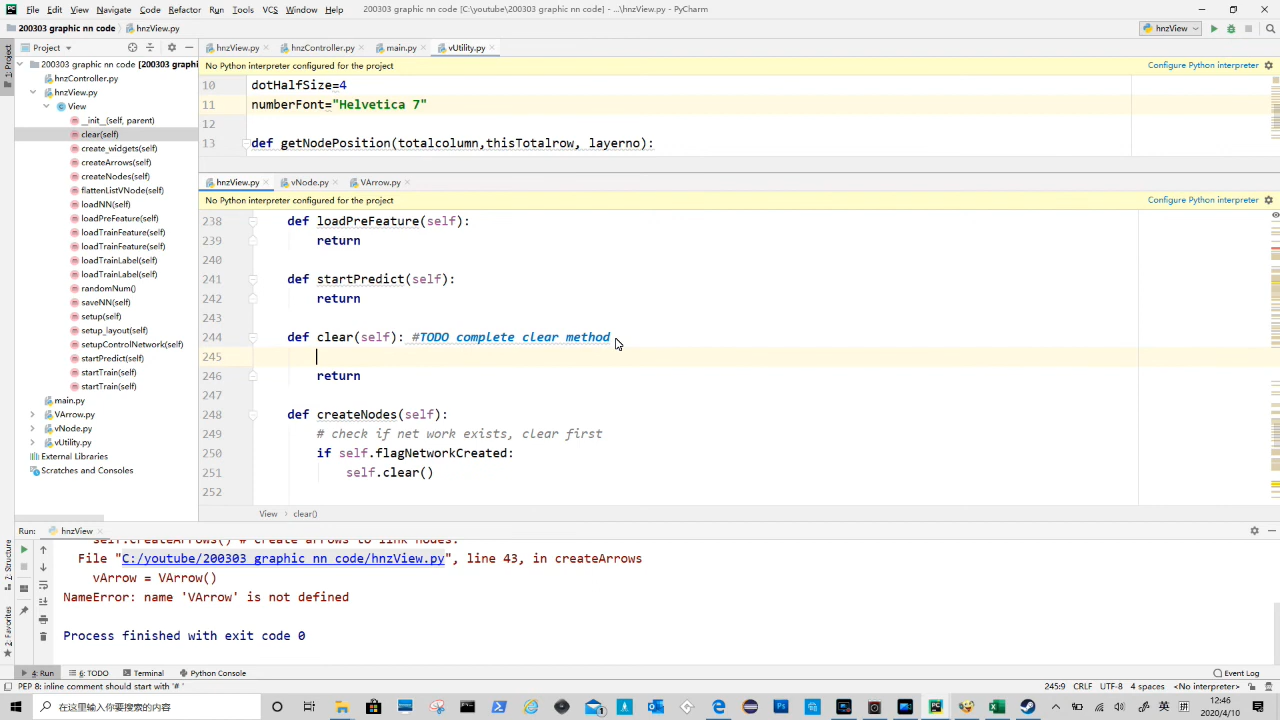 File Edit View Navigate Code Refactor Run Tools VCS Window Help 200303 graphic nn code [C:\youtube\200303 graphic nn code] - ...\hnzView.py - PyCharm
200303 graphic nn code hnzView.py hnzView
Project hnzView.py hnzController.py main.py vUtility.py
1: Project
200303 graphic nn code [200303 graphi
hnzController.py
hnzView.py
View
__init__(self, parent)
clear(self)
create_widgets(self)
createArrows(self)
createNodes(self)
flattenListVNode(self)
loadNN(self)
loadPreFeature(self)
loadTrainFeature(self)
loadTrainFeature(self)
loadTrainLabel(self)
loadTrainLabel(self)
randomNum()
saveNN(self)
setup(self)
setup_layout(self)
setupControlNetwork(self)
startPredict(self)
startTrain(self)
startTrain(self)
main.py
VArrow.py
vNode.py
vUtility.py
External Libraries
Scratches and Consoles
No Python interpreter configured for the project Configure Python interpreter
10 dotHalfSize=4
11 numberFont="Helvetica 7"
12
13 def getNodePosition(totalcolumn,thisTotalrow, layerno):
hnzView.py vNode.py VArrow.py
No Python interpreter configured for the project Configure Python interpreter
238 def loadPreFeature(self):
239 return
240
241 def startPredict(self):
242 return
243
244 def clear(self): #TODO complete clear method
245
246 return
247
248 def createNodes(self):
249 # check if net work exists, clear first
250 if self.flagNetworkCreated:
251 self.clear()
252
View clear()
Run: hnzView
self.createArrows() # create arrows to link nodes.
File "C:/youtube/200303 graphic nn code/hnzView.py", line 43, in createArrows
vArrow = VArrow()
NameError: name 'VArrow' is not defined
Process finished with exit code 0
Z: Structure
2: Favorites
4: Run 6: TODO Terminal Python Console Event Log
PEP 8: inline comment should start with '# ' 245:9 CRLF UTF-8 4 spaces <No interpreter>
在这里输入你要搜索的内容 英 拼 12:46
2020/4/10